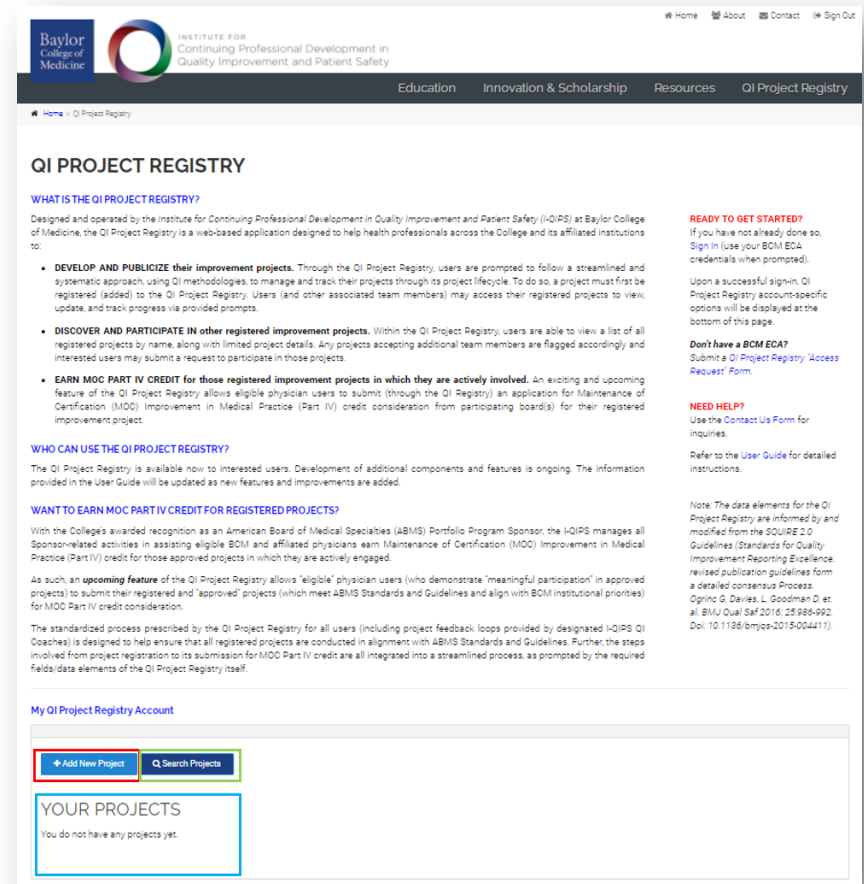 Home About Contact Sign Out
Baylor
College of
Medicine
INSTITUTE FOR
Continuing Professional Development in
Quality Improvement and Patient Safety
Education Innovation & Scholarship Resources QI Project Registry
Home » QI Project Registry
QI PROJECT REGISTRY
WHAT IS THE QI PROJECT REGISTRY?
Designed and operated by the Institute for Continuing Professional Development in Quality Improvement and Patient Safety (I-QIPS) at Baylor College
of Medicine, the QI Project Registry is a web-based application designed to help health professionals across the College and its affiliated institutions
to:
• DEVELOP AND PUBLICIZE their improvement projects. Through the QI Project Registry, users are prompted to follow a streamlined and
systematic approach, using QI methodologies, to manage and track their projects through its project lifecycle. To do so, a project must first be
registered (added) to the QI Project Registry. Users (and other associated team members) may access their registered projects to view,
update, and track progress via provided prompts.
• DISCOVER AND PARTICIPATE IN other registered improvement projects. Within the QI Project Registry, users are able to view a list of all
registered projects by name, along with limited project details. Any projects accepting additional team members are flagged accordingly and
interested users may submit a request to participate in those projects.
• EARN MOC PART IV CREDIT for those registered improvement projects in which they are actively involved. An exciting and upcoming
feature of the QI Project Registry allows eligible physician users to submit (through the QI Registry) an application for Maintenance of
Certification (MOC) Improvement in Medical Practice (Part IV) credit consideration from participating board(s) for their registered
improvement project.
WHO CAN USE THE QI PROJECT REGISTRY?
The QI Project Registry is available now to interested users. Development of additional components and features is ongoing. The information
provided in the User Guide will be updated as new features and improvements are added.
WANT TO EARN MOC PART IV CREDIT FOR REGISTERED PROJECTS?
With the College's awarded recognition as an American Board of Medical Specialties (ABMS) Portfolio Program Sponsor, the I-QIPS manages all
Sponsor-related activities in assisting eligible BCM and affiliated physicians earn Maintenance of Certification (MOC) Improvement in Medical
Practice (Part IV) credit for those approved projects in which they are actively engaged.
As such, an upcoming feature of the QI Project Registry allows "eligible" physician users (who demonstrate "meaningful participation" in approved
projects) to submit their registered and "approved" projects (which meet ABMS Standards and Guidelines and align with BCM institutional priorities)
for MOC Part IV credit consideration.
The standardized process prescribed by the QI Project Registry for all users (including project feedback loops provided by designated I-QIPS QI
Coaches) is designed to help ensure that all registered projects are conducted in alignment with ABMS Standards and Guidelines. Further, the steps
involved from project registration to its submission for MOC Part IV credit are all integrated into a streamlined process, as prompted by the required
fields/data elements of the QI Project Registry itself.
READY TO GET STARTED?
If you have not already done so,
Sign In (use your BCM ECA
credentials when prompted).
Upon a successful sign-in, QI
Project Registry account-specific
options will be displayed at the
bottom of this page.
Don't have a BCM ECA?
Submit a QI Project Registry "Access
Request" Form.
NEED HELP?
Use the Contact Us Form for
inquiries.
Refer to the User Guide for detailed
instructions.
Note: The data elements for the QI
Project Registry are informed by and
modified from the SQUIRE 2.0
Guidelines (Standards for Quality
Improvement Reporting Excellence:
revised publication guidelines form
a detailed consensus Process.
Ogrinc G, Davies, L, Goodman D, et.
al. BMJ Qual Saf 2016; 25:986-992.
Doi: 10.1136/bmjqs-2015-004411).
My QI Project Registry Account
Add New Project Search Projects
YOUR PROJECTS
You do not have any projects yet.